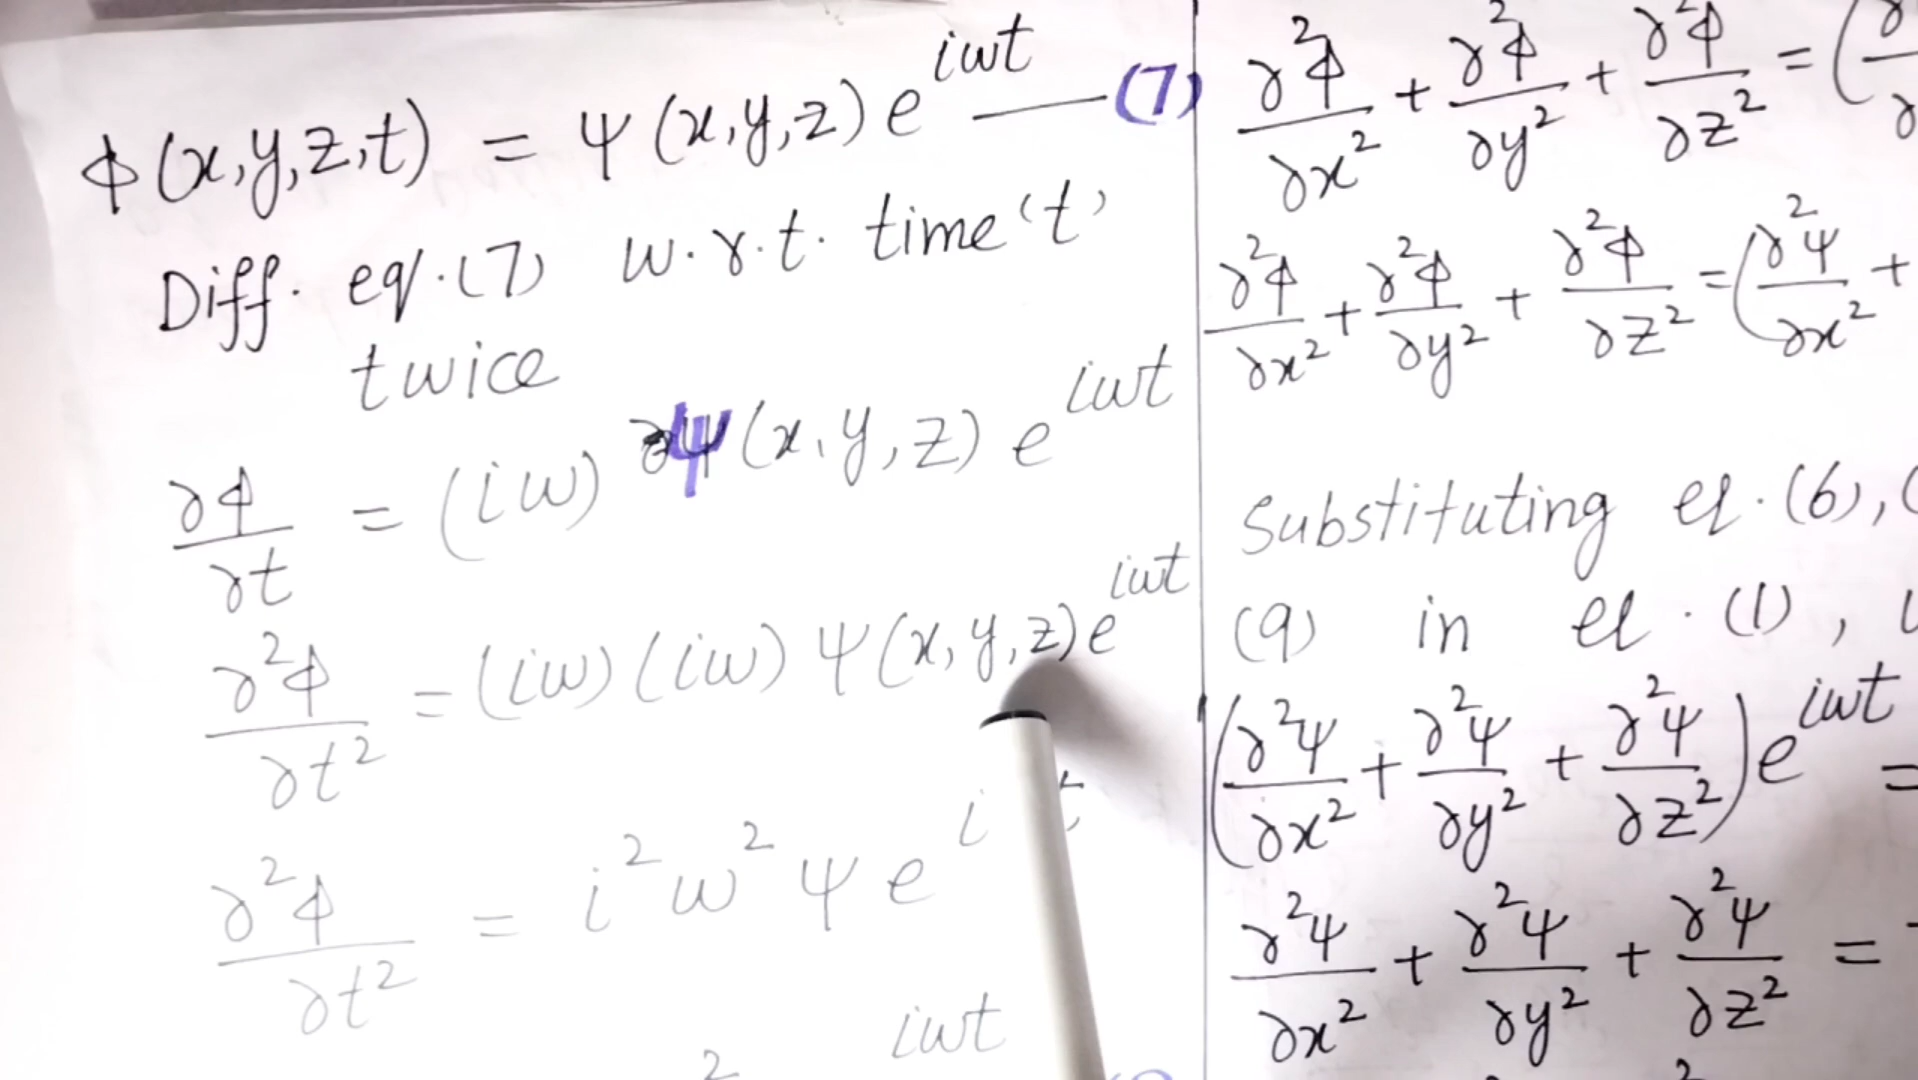 ϕ(x,y,z,t) = ψ(x,y,z) e^{iωt} — (7)
Diff. eq.(7) w.r.t. time 't'
twice
∂ϕ/∂t = (iω) ψ(x,y,z) e^{iωt}
∂²ϕ/∂t² = (iω)(iω) ψ(x,y,z) e^{iωt}
∂²ϕ/∂t² = i²ω² ψ e
iωt
∂²ϕ/∂x² + ∂²ϕ/∂y² + ∂²ϕ/∂z² = (
∂²ϕ/∂x² + ∂²ϕ/∂y² + ∂²ϕ/∂z² = (∂²ψ/∂x² +
Substituting eq.(6),
(9) in eq.(1),
(∂²ψ/∂x² + ∂²ψ/∂y² + ∂²ψ/∂z²) e^{iωt} =
∂²ψ/∂x² + ∂²ψ/∂y² + ∂²ψ/∂z² =